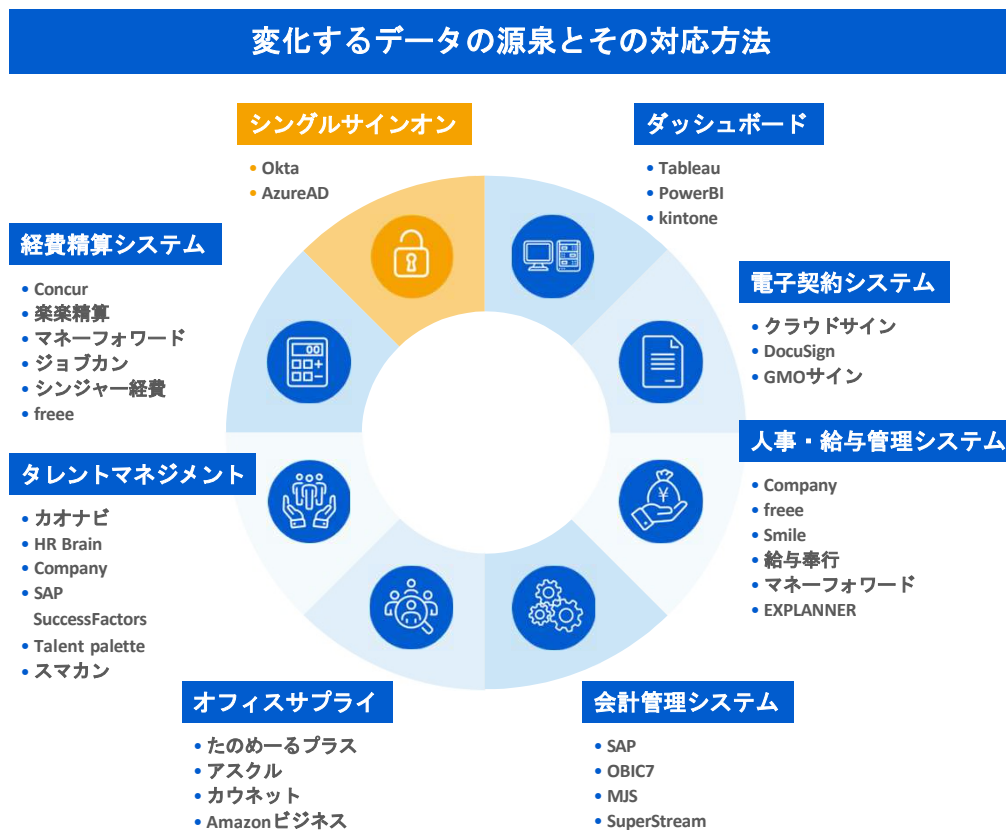 変化するデータの源泉とその対応方法
シングルサインオン
• Okta
• AzureAD
ダッシュボード
• Tableau
• PowerBI
• kintone
経費精算システム
• Concur
•楽楽精算
• マネーフォワード
• ジョブカン
• シンジャー経費
• freee
電子契約システム
• クラウドサイン
• DocuSign
• GMOサイン
人事・給与管理システム
• Company
• freee
• Smile
• 給与奉行
• マネーフォワード
• EXPLANNER
タレントマネジメント
• カオナビ
• HR Brain
• Company
• SAP
SuccessFactors
• Talent palette
• スマカン
オフィスサプライ
• たのめーるプラス
• アスクル
• カウネット
• Amazonビジネス
会計管理システム
• SAP
• OBIC7
• MJS
• SuperStream